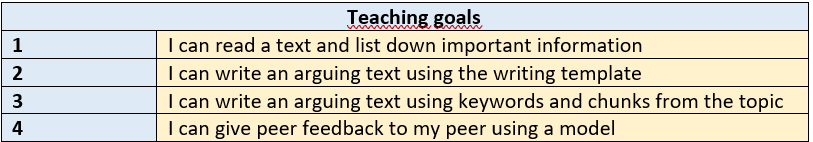 Teaching goals
1 I can read a text and list down important information
2 I can write an arguing text using the writing template
3 I can write an arguing text using keywords and chunks from the topic
4 I can give peer feedback to my peer using a model